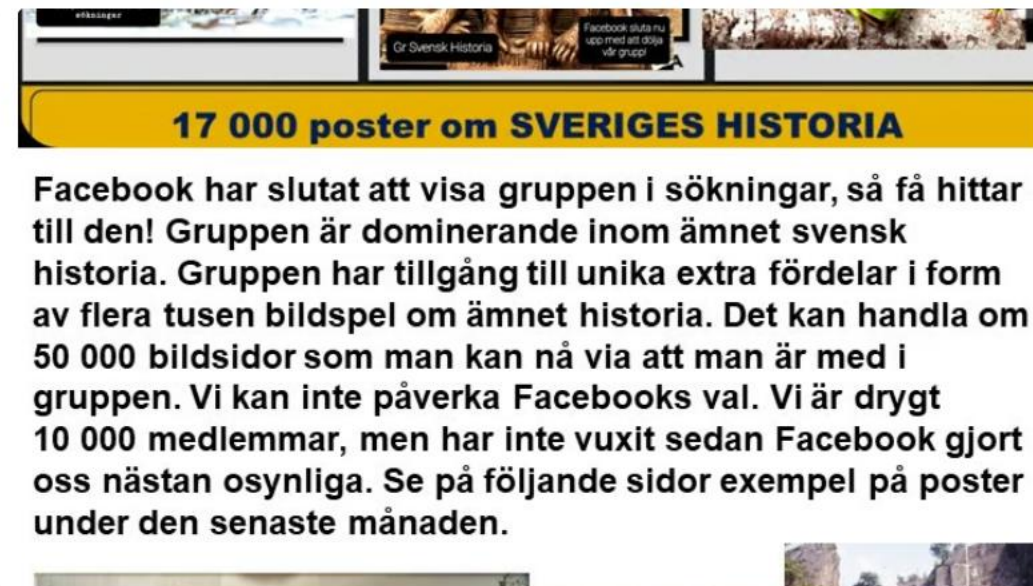 sökningar
Gr Svensk Historia
Facebook sluta nu
upp med att dölja
vår grupp!
17 000 poster om SVERIGES HISTORIA
Facebook har slutat att visa gruppen i sökningar, så få hittar
till den! Gruppen är dominerande inom ämnet svensk
historia. Gruppen har tillgång till unika extra fördelar i form
av flera tusen bildspel om ämnet historia. Det kan handla om
50 000 bildsidor som man kan nå via att man är med i
gruppen. Vi kan inte påverka Facebooks val. Vi är drygt
10 000 medlemmar, men har inte vuxit sedan Facebook gjort
oss nästan osynliga. Se på följande sidor exempel på poster
under den senaste månaden.